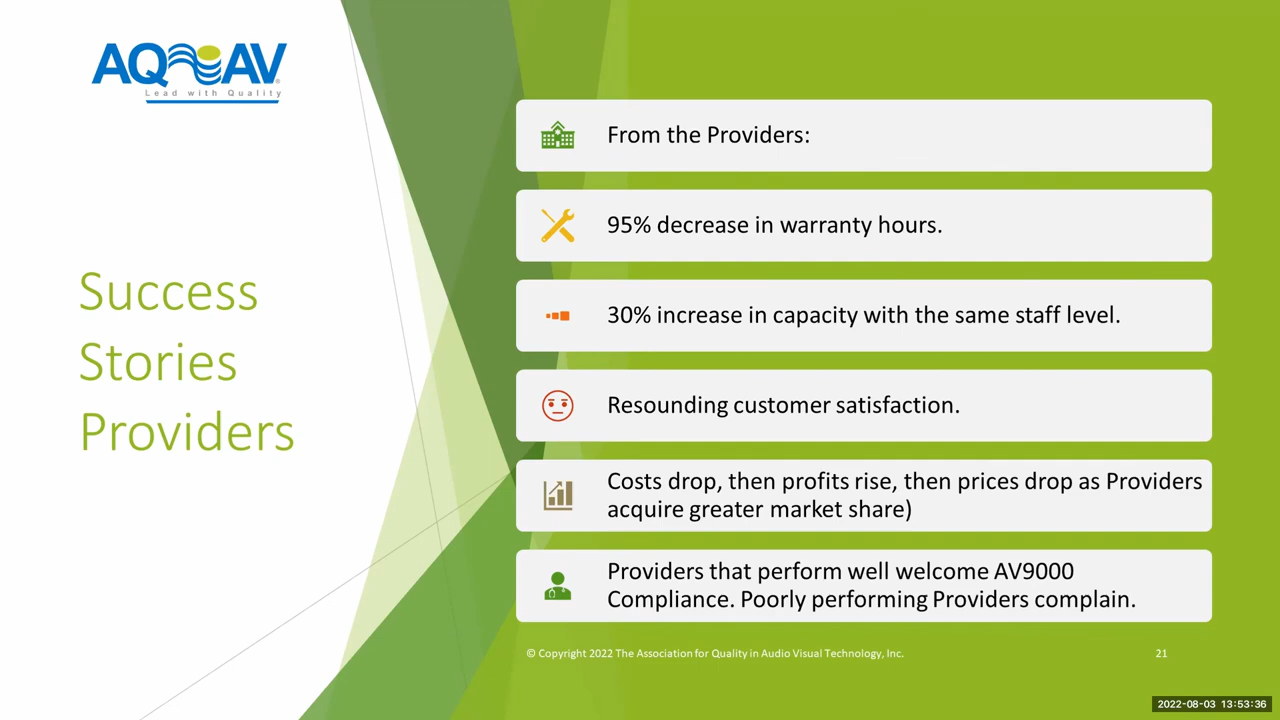 AQAV
Lead with Quality
Success
Stories
Providers
From the Providers:
95% decrease in warranty hours.
30% increase in capacity with the same staff level.
Resounding customer satisfaction.
Costs drop, then profits rise, then prices drop as Providers
acquire greater market share)
Providers that perform well welcome AV9000
Compliance. Poorly performing Providers complain.
© Copyright 2022 The Association for Quality in Audio Visual Technology, Inc.
21
2022-08-03 13:53:36